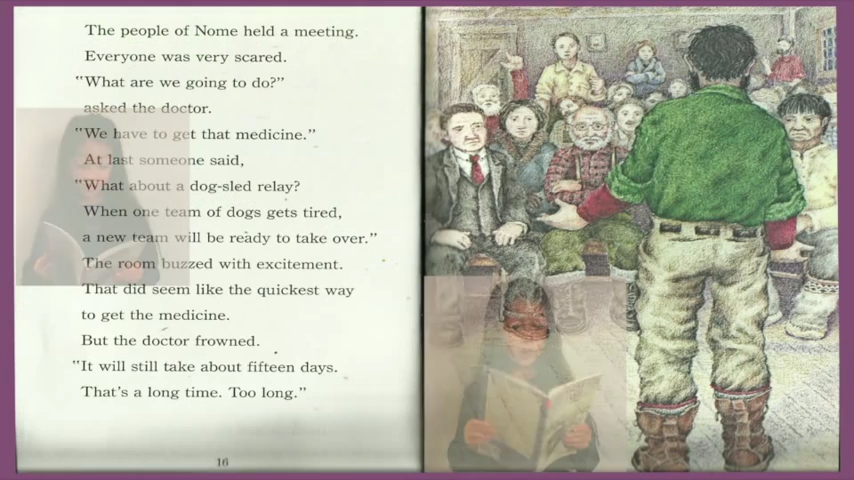 The people of Nome held a meeting.
Everyone was very scared.
"What are we going to do?"
asked the doctor.
"We have to get that medicine."
At last someone said,
"What about a dog-sled relay?
When one team of dogs gets tired,
a new team will be ready to take over."
The room buzzed with excitement.
That did seem like the quickest way
to get the medicine.
But the doctor frowned.
"It will still take about fifteen days.
That's a long time. Too long."
16